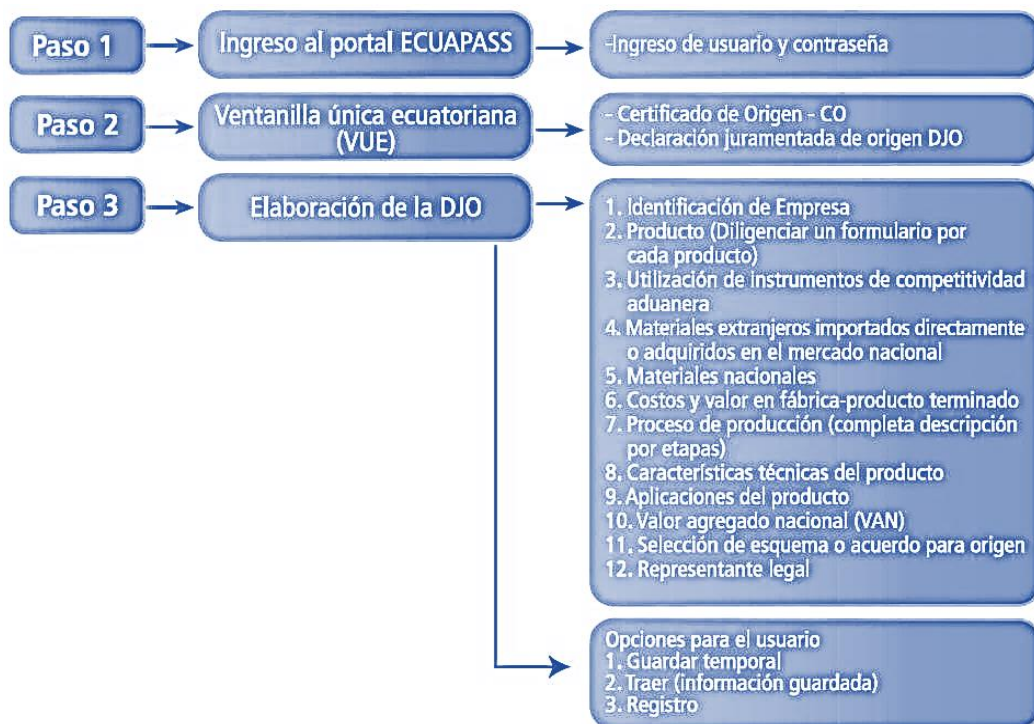 Paso 1
Ingreso al portal ECUAPASS
-Ingreso de usuario y contraseña
Paso 2
Ventanilla única ecuatoriana
(VUE)
- Certificado de Origen - CO
- Declaración juramentada de origen DJO
Paso 3
Elaboración de la DJO
1. Identificación de Empresa
2. Producto (Diligenciar un formulario por
cada producto)
3. Utilización de instrumentos de competitividad
aduanera
4. Materiales extranjeros importados directamente
o adquiridos en el mercado nacional
5. Materiales nacionales
6. Costos y valor en fábrica-producto terminado
7. Proceso de producción (completa descripción
por etapas)
8. Características técnicas del producto
9. Aplicaciones del producto
10. Valor agregado nacional (VAN)
11. Selección de esquema o acuerdo para origen
12. Representante legal
Opciones para el usuario
1. Guardar temporal
2. Traer (información guardada)
3. Registro